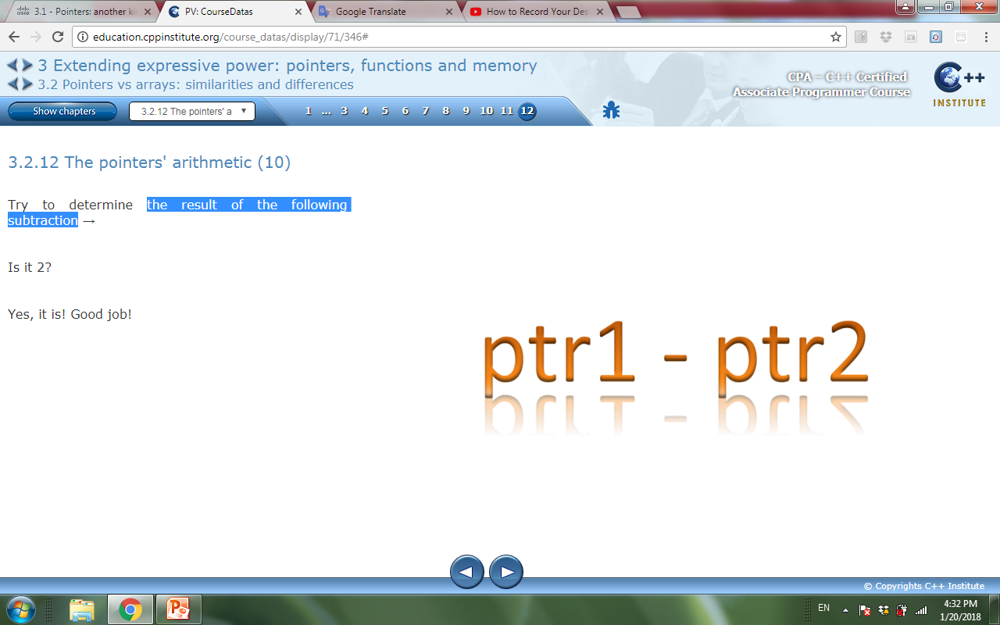 3.1 - Pointers: another ki
PV: CourseDatas
Google Translate
How to Record Your Des
education.cppinstitute.org/course_datas/display/71/346#
3 Extending expressive power: pointers, functions and memory
3.2 Pointers vs arrays: similarities and differences
CPA – C++ Certified
Associate Programmer Course
C++
INSTITUTE
Show chapters
3.2.12 The pointers' a
1 ... 3 4 5 6 7 8 9 10 11 12
3.2.12 The pointers' arithmetic (10)
Try to determine the result of the following
subtraction →
Is it 2?
Yes, it is! Good job!
ptr1 - ptr2
© Copyrights C++ Institute
EN
4:32 PM
1/20/2018